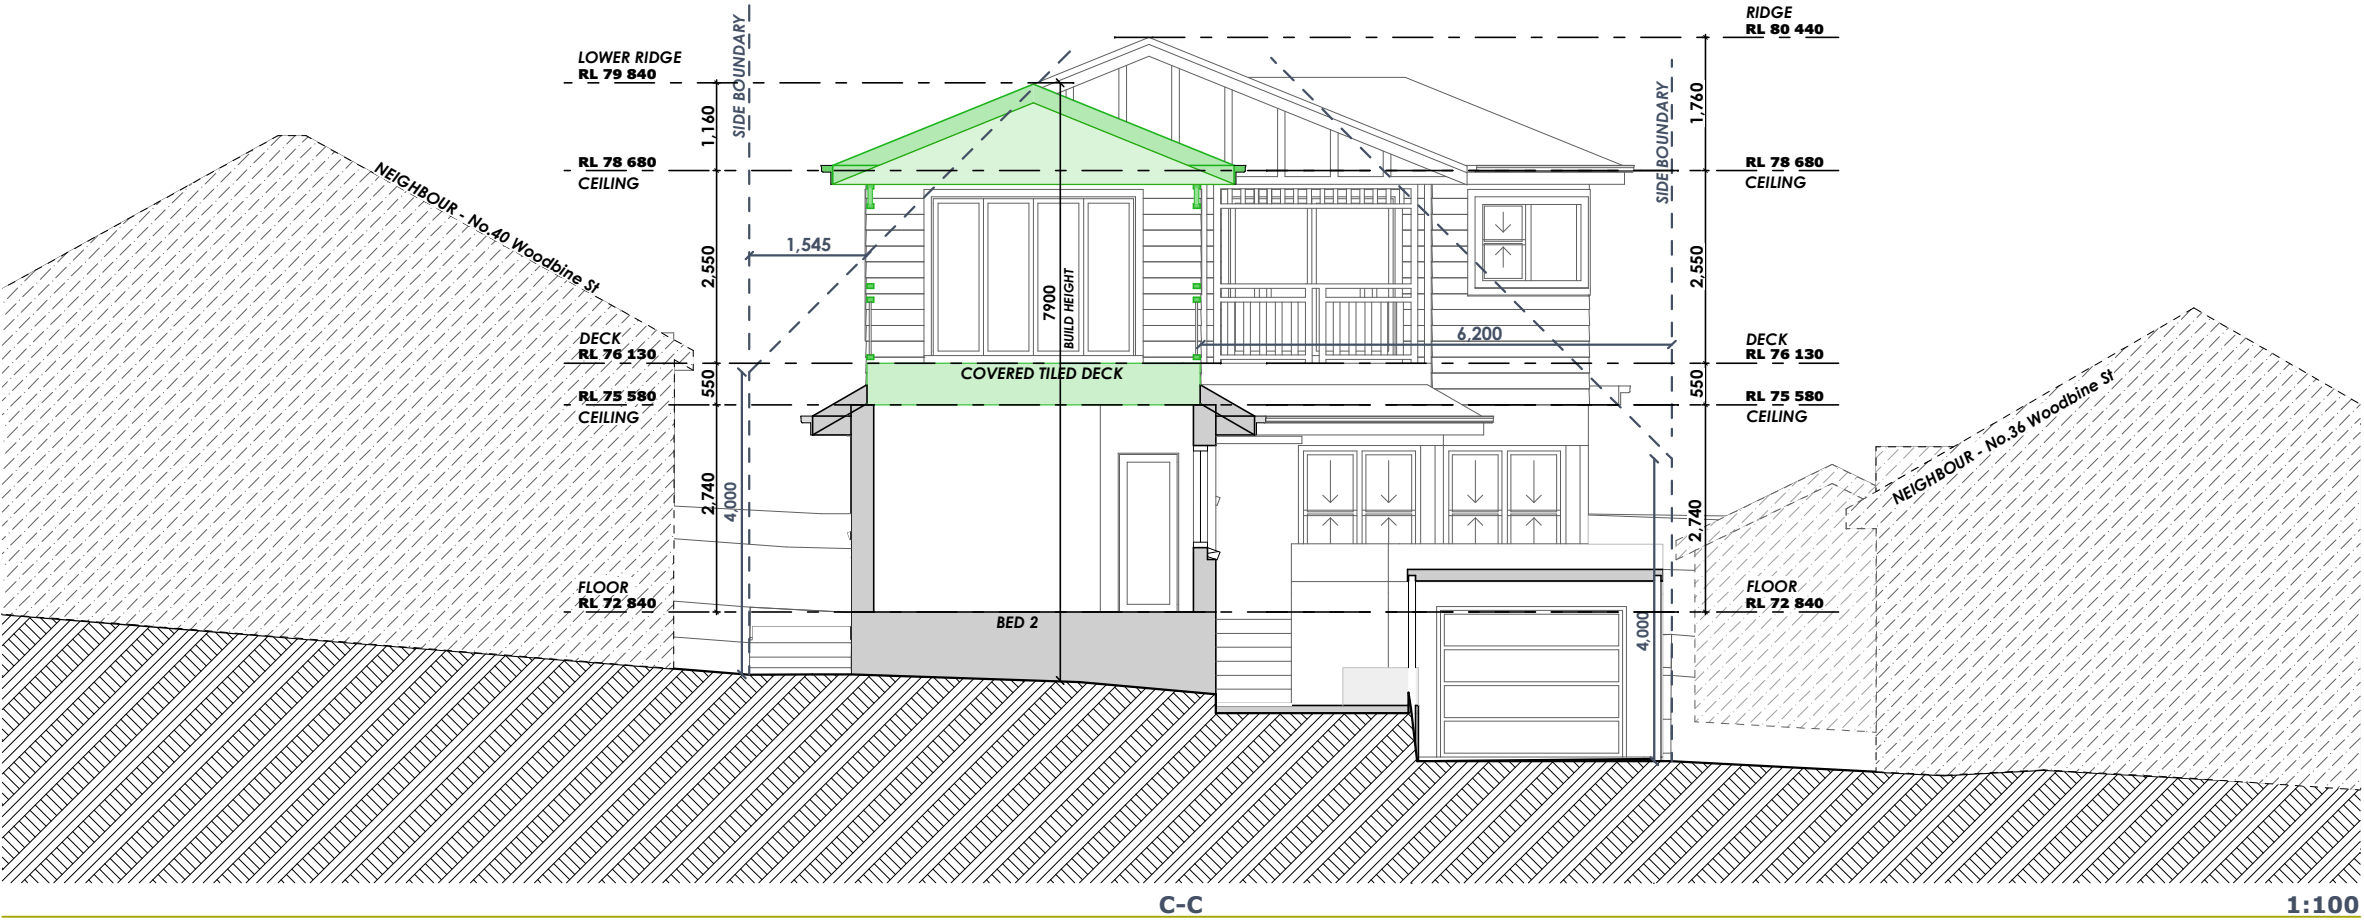 RIDGE
RL 80 440
LOWER RIDGE
RL 79 840
SIDE BOUNDARY
SIDE BOUNDARY
1,160
1,760
RL 78 680
CEILING
RL 78 680
CEILING
NEIGHBOUR - No.40 Woodbine St
1,545
2,550
2,550
7900
BUILD HEIGHT
6,200
DECK
RL 76 130
DECK
RL 76 130
COVERED TILED DECK
550
550
RL 75 580
CEILING
RL 75 580
CEILING
NEIGHBOUR - No.36 Woodbine St
2,740
4,000
2,740
FLOOR
RL 72 840
FLOOR
RL 72 840
BED 2
4,000
C-C
1:100